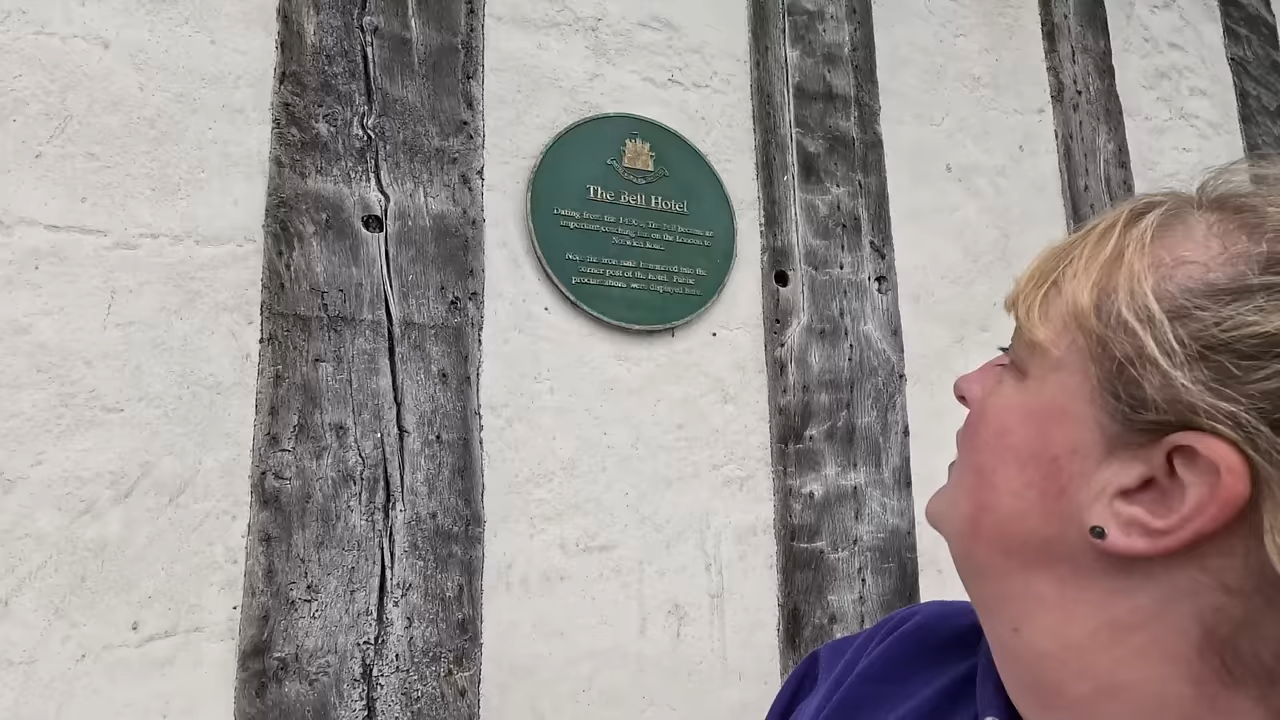 The Bell Hotel
Dating from the 1490s, The Bell became an
important coaching inn on the London to
Norwich Road.
Note the iron nails hammered into the
corner post of the hotel. Public
proclamations were displayed here.